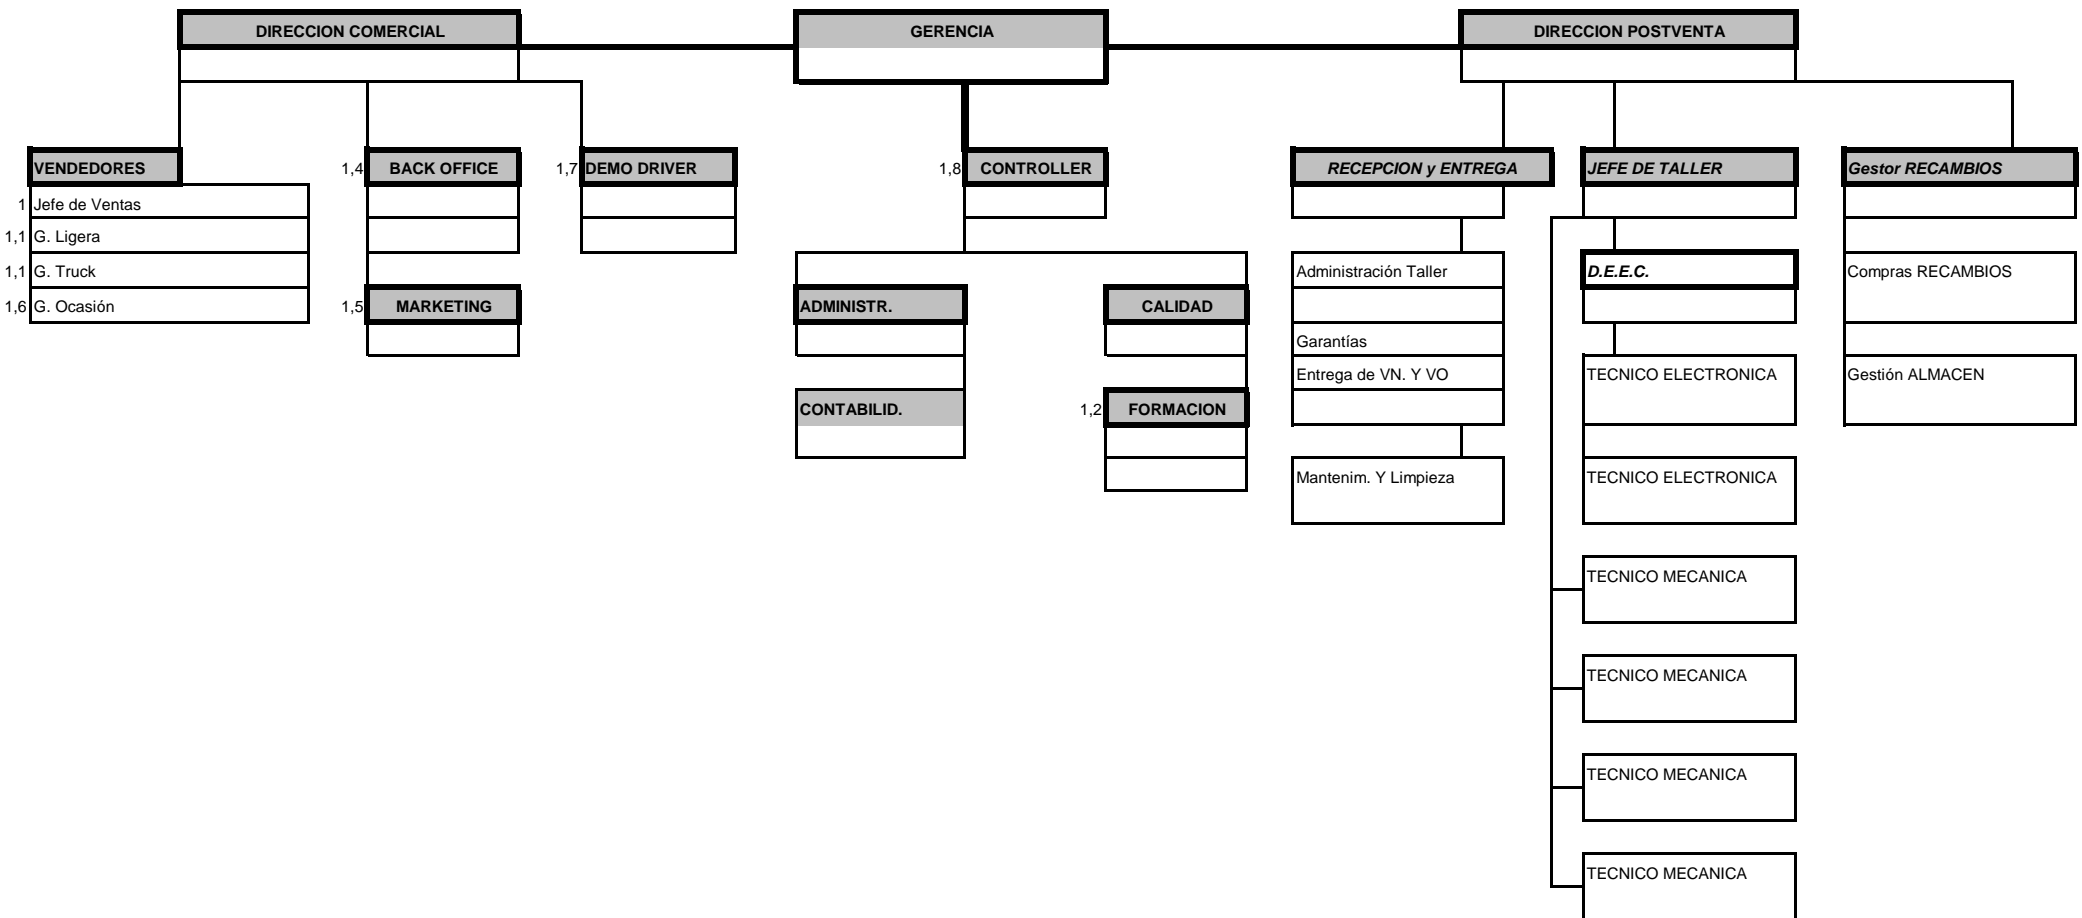 DIRECCION COMERCIAL
GERENCIA
DIRECCION POSTVENTA
VENDEDORES
1,4 BACK OFFICE
1,7 DEMO DRIVER
1,8 CONTROLLER
RECEPCION y ENTREGA
JEFE DE TALLER
Gestor RECAMBIOS
1 Jefe de Ventas
1,1 G. Ligera
1,1 G. Truck
1,6 G. Ocasión
1,5 MARKETING
ADMINISTR.
CALIDAD
CONTABILID.
1,2 FORMACION
Administración Taller
Garantías
Entrega de VN. Y VO
Mantenim. Y Limpieza
D.E.E.C.
TECNICO ELECTRONICA
TECNICO ELECTRONICA
TECNICO MECANICA
TECNICO MECANICA
TECNICO MECANICA
TECNICO MECANICA
Compras RECAMBIOS
Gestión ALMACEN